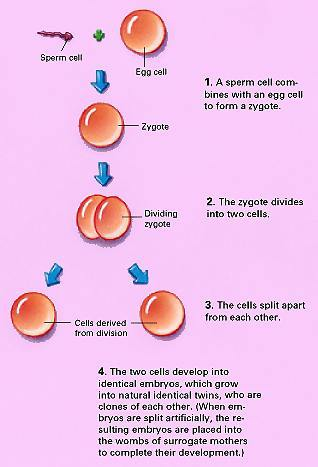 Sperm cell
Egg cell
1. A sperm cell com-
bines with an egg cell
to form a zygote.
Zygote
2. The zygote divides
into two cells.
Dividing
zygote
3. The cells split apart
from each other.
Cells derived
from division
4. The two cells develop into
identical embryos, which grow
into natural identical twins, who are
clones of each other. (When em-
bryos are split artificially, the re-
sulting embryos are placed into
the wombs of surrogate mothers
to complete their development.)